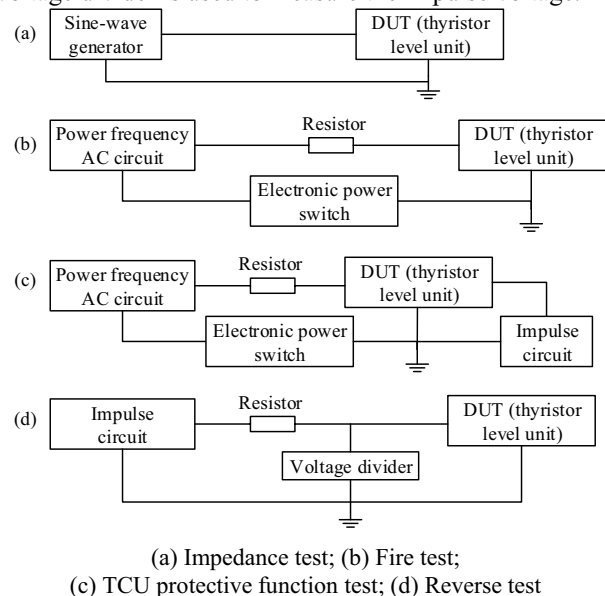 (a)
Sine-wave
generator
DUT (thyristor
level unit)
(b)
Power frequency
AC circuit
Resistor
DUT (thyristor
level unit)
Electronic power
switch
(c)
Power frequency
AC circuit
Resistor
DUT (thyristor
level unit)
Electronic power
switch
Impulse
circuit
(d)
Impulse
circuit
Resistor
DUT (thyristor
level unit)
Voltage divider
(a) Impedance test; (b) Fire test;
(c) TCU protective function test; (d) Reverse test